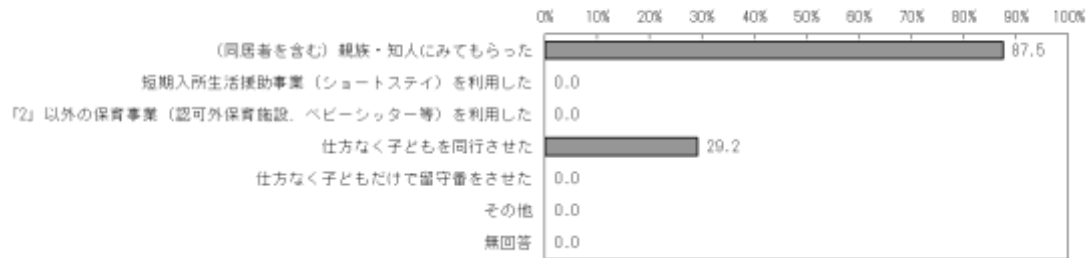 0% 10% 20% 30% 40% 50% 60% 70% 80% 90% 100%
（同居者を含む）親族・知人にみてもらった 87.5
短期入所生活援助事業（ショートステイ）を利用した 0.0
「2」以外の保育事業（認可外保育施設、ベビーシッター等）を利用した 0.0
仕方なく子どもを同行させた 29.2
仕方なく子どもだけで留守番をさせた 0.0
その他 0.0
無回答 0.0